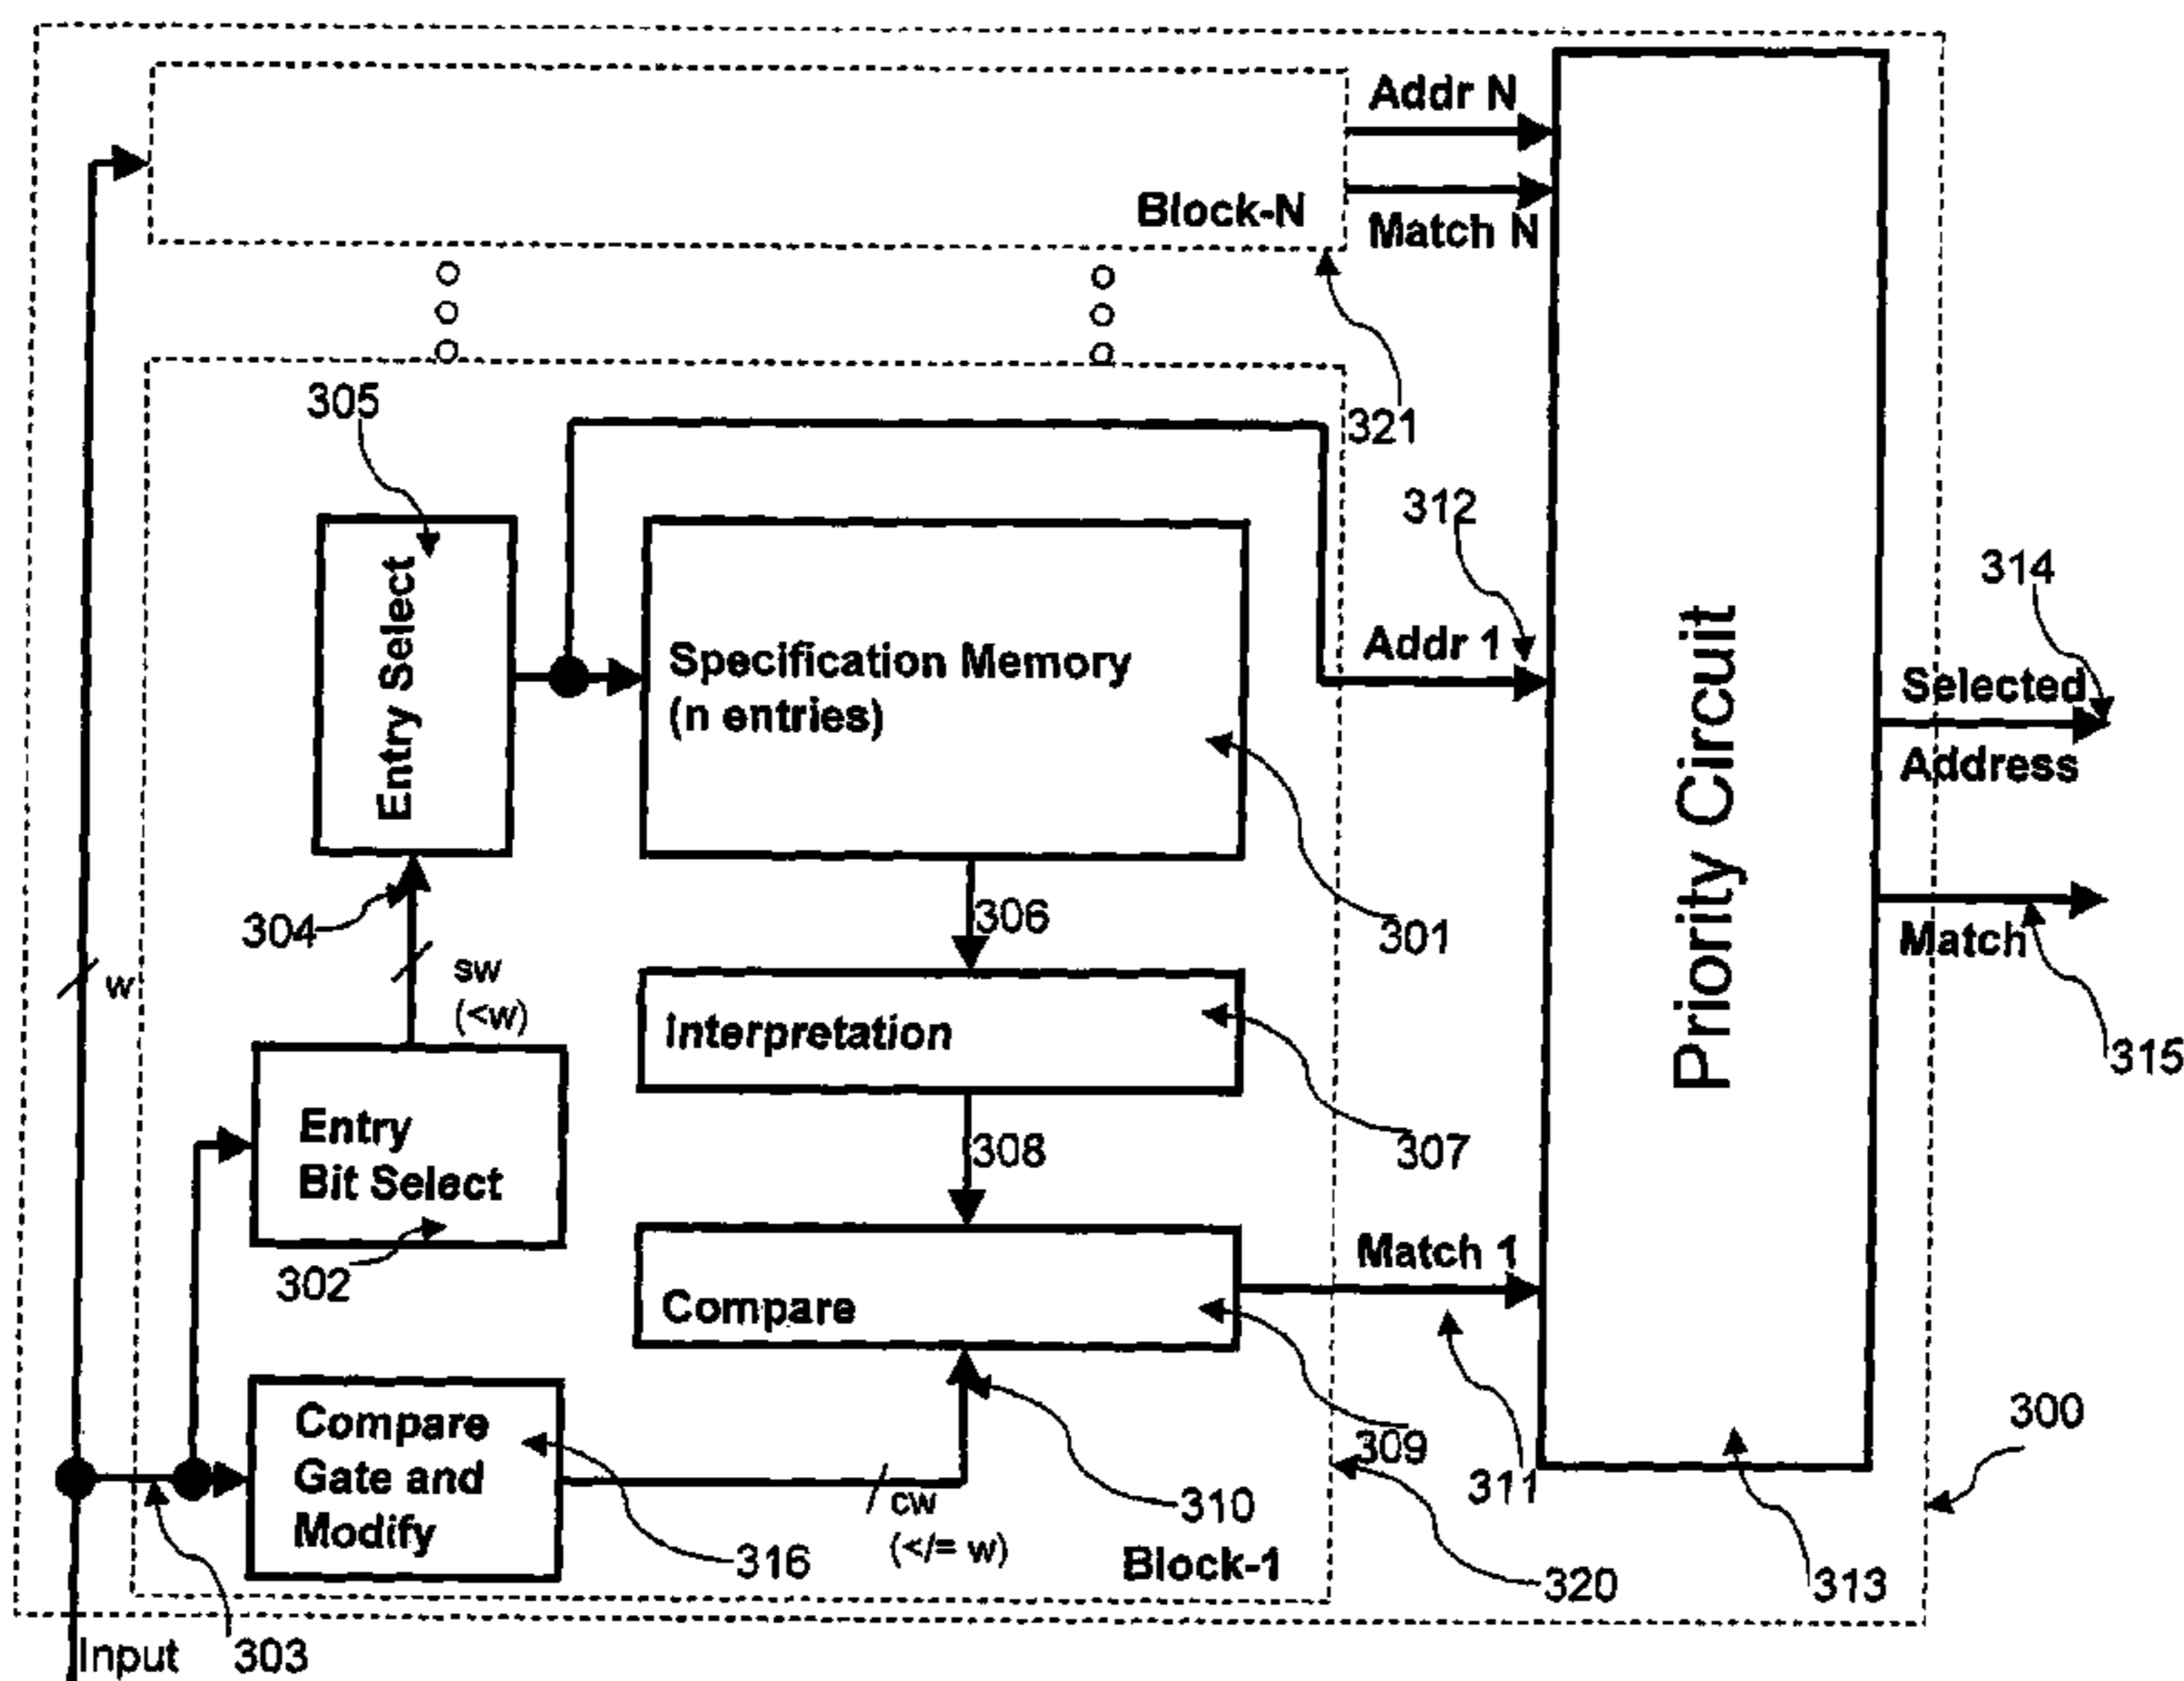 Addr N
Block-N
Match N
305
321
312
314
Entry Select
Specification Memory
(n entries)
Addr 1
Priority Circuit
Selected
Address
304
306
301
Match
w
sw
(<w)
Interpretation
315
Entry
Bit Select
308
307
302
Match 1
Compare
300
Compare
Gate and
Modify
309
311
cw
(</= w)
310
316
Block-1
320
313
Input
303